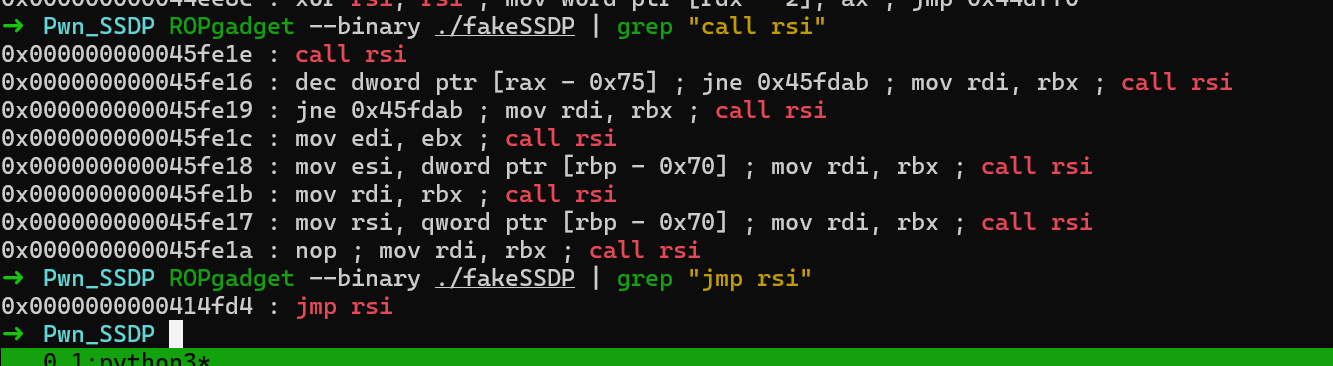 ➜ Pwn_SSDP ROPgadget --binary ./fakeSSDP | grep "call rsi"
0x000000000045fe1e : call rsi
0x000000000045fe16 : dec dword ptr [rax - 0x75] ; jne 0x45fdab ; mov rdi, rbx ; call rsi
0x000000000045fe19 : jne 0x45fdab ; mov rdi, rbx ; call rsi
0x000000000045fe1c : mov edi, ebx ; call rsi
0x000000000045fe18 : mov esi, dword ptr [rbp - 0x70] ; mov rdi, rbx ; call rsi
0x000000000045fe1b : mov rdi, rbx ; call rsi
0x000000000045fe17 : mov rsi, qword ptr [rbp - 0x70] ; mov rdi, rbx ; call rsi
0x000000000045fe1a : nop ; mov rdi, rbx ; call rsi
➜ Pwn_SSDP ROPgadget --binary ./fakeSSDP | grep "jmp rsi"
0x0000000000414fd4 : jmp rsi
➜ Pwn_SSDP
0 1:python3*